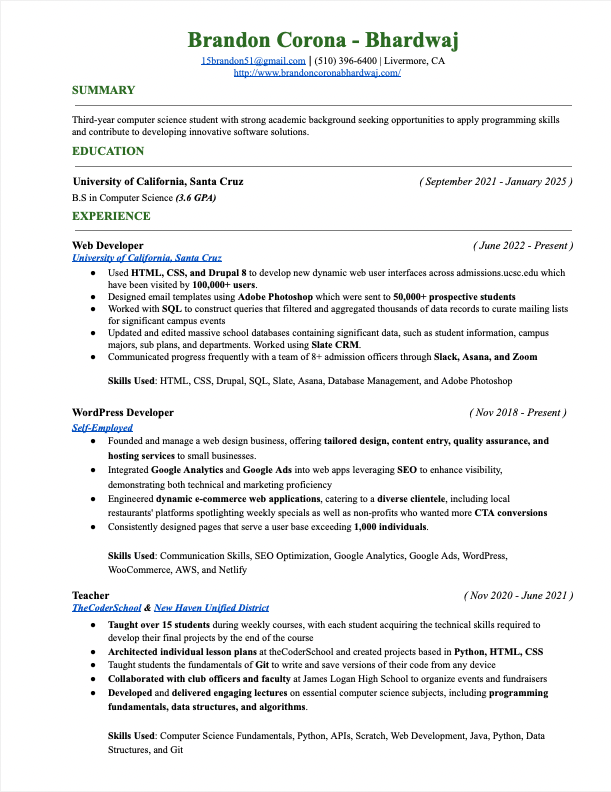 Brandon Corona - Bhardwaj
15brandon51@gmail.com | (510) 396-6400 | Livermore, CA
http://www.brandoncoronabhardwaj.com/
SUMMARY
Third-year computer science student with strong academic background seeking opportunities to apply programming skills
and contribute to developing innovative software solutions.
EDUCATION
University of California, Santa Cruz ( September 2021 - January 2025 )
B.S in Computer Science (3.6 GPA)
EXPERIENCE
Web Developer ( June 2022 - Present )
University of California, Santa Cruz
● Used HTML, CSS, and Drupal 8 to develop new dynamic web user interfaces across admissions.ucsc.edu which
have been visited by 100,000+ users.
● Designed email templates using Adobe Photoshop which were sent to 50,000+ prospective students
● Worked with SQL to construct queries that filtered and aggregated thousands of data records to curate mailing lists
for significant campus events
● Updated and edited massive school databases containing significant data, such as student information, campus
majors, sub plans, and departments. Worked using Slate CRM.
● Communicated progress frequently with a team of 8+ admission officers through Slack, Asana, and Zoom
Skills Used: HTML, CSS, Drupal, SQL, Slate, Asana, Database Management, and Adobe Photoshop
WordPress Developer ( Nov 2018 - Present )
Self-Employed
● Founded and manage a web design business, offering tailored design, content entry, quality assurance, and
hosting services to small businesses.
● Integrated Google Analytics and Google Ads into web apps leveraging SEO to enhance visibility,
demonstrating both technical and marketing proficiency
● Engineered dynamic e-commerce web applications, catering to a diverse clientele, including local
restaurants' platforms spotlighting weekly specials as well as non-profits who wanted more CTA conversions
● Consistently designed pages that serve a user base exceeding 1,000 individuals.
Skills Used: Communication Skills, SEO Optimization, Google Analytics, Google Ads, WordPress,
WooCommerce, AWS, and Netlify
Teacher ( Nov 2020 - June 2021 )
TheCoderSchool & New Haven Unified District
● Taught over 15 students during weekly courses, with each student acquiring the technical skills required to
develop their final projects by the end of the course
● Architected individual lesson plans at theCoderSchool and created projects based in Python, HTML, CSS
● Taught students the fundamentals of Git to write and save versions of their code from any device
● Collaborated with club officers and faculty at James Logan High School to organize events and fundraisers
● Developed and delivered engaging lectures on essential computer science subjects, including programming
fundamentals, data structures, and algorithms.
Skills Used: Computer Science Fundamentals, Python, APIs, Scratch, Web Development, Java, Python, Data
Structures, and Git